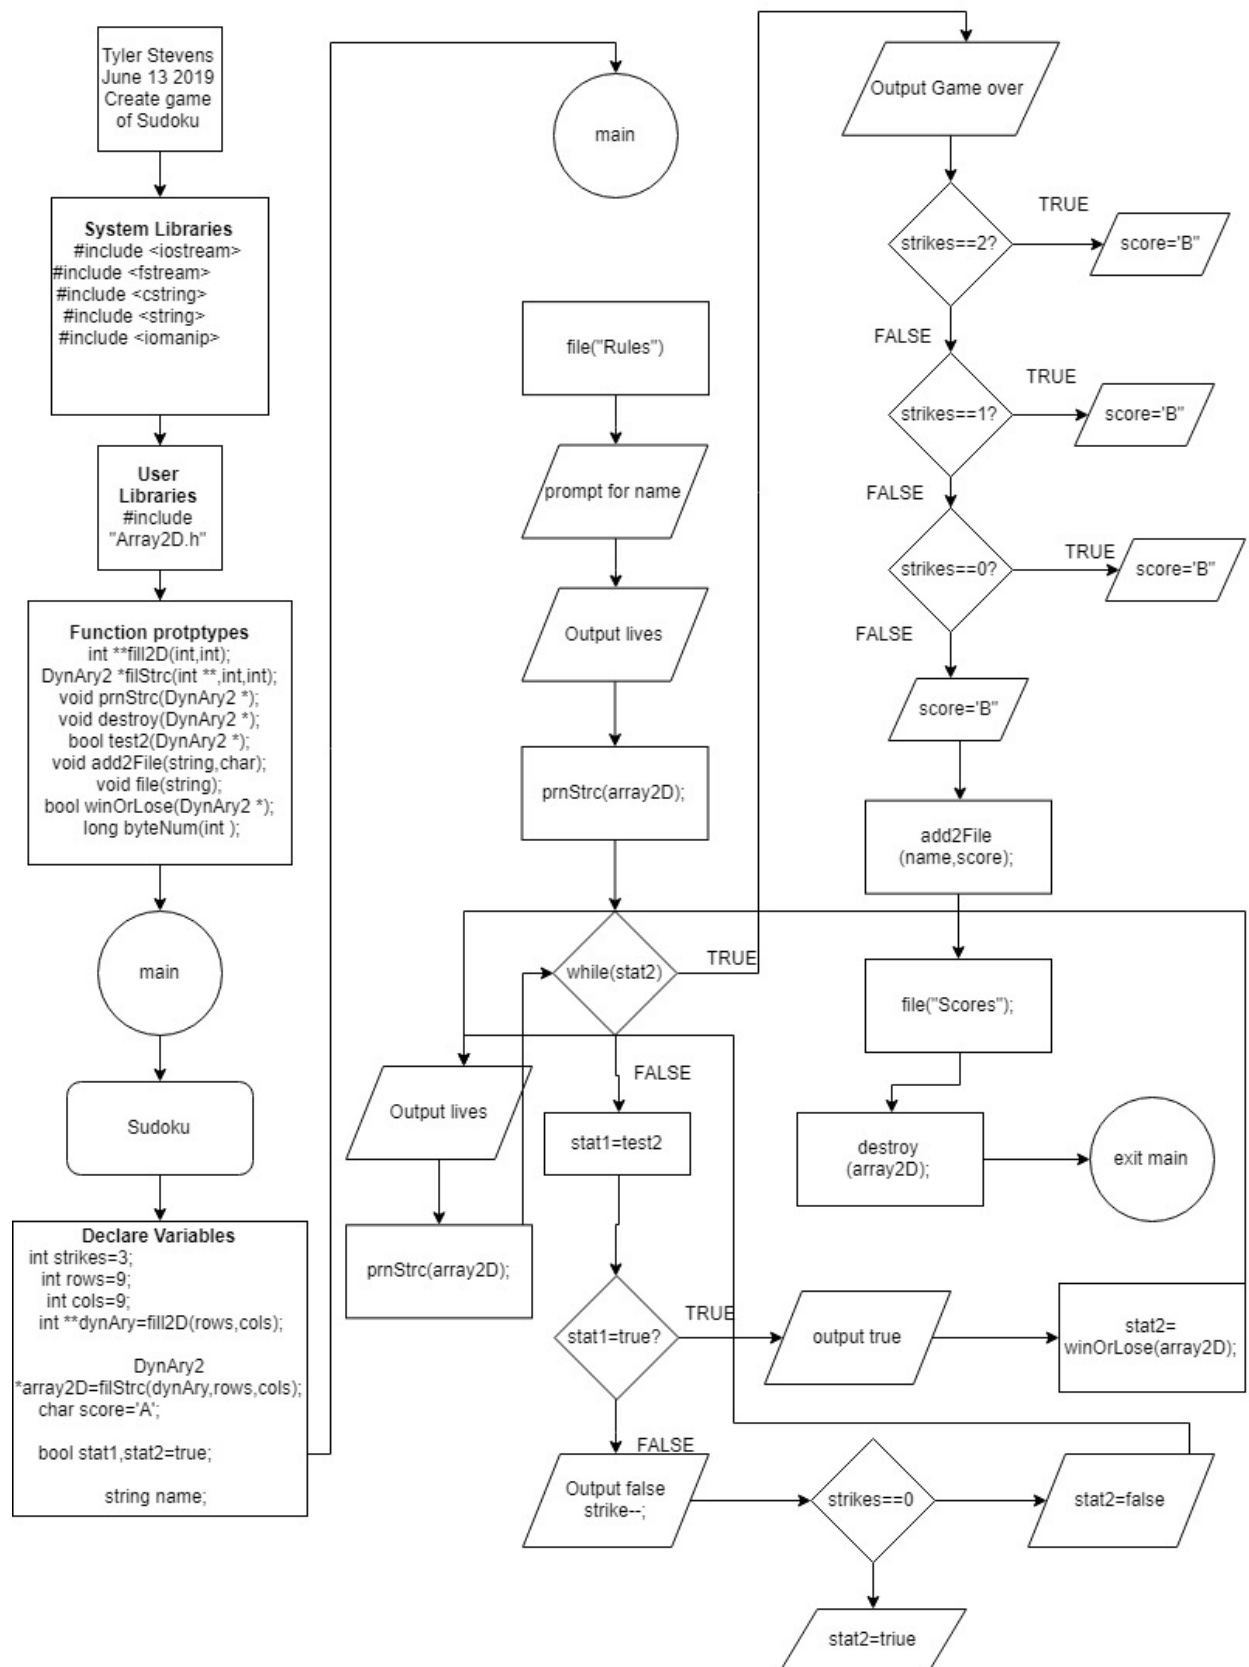 Tyler Stevens
June 13 2019
Create game
of Sudoku
System Libraries
#include <iostream>
#include <fstream>
#include <cstring>
#include <string>
#include <iomanip>
User
Libraries
#include
"Array2D.h"
Function protptypes
int **fill2D(int,int);
DynAry2 *filStrc(int **,int,int);
void prnStrc(DynAry2 *);
void destroy(DynAry2 *);
bool test2(DynAry2 *);
void add2File(string,char);
void file(string);
bool winOrLose(DynAry2 *);
long byteNum(int );
main
Sudoku
Declare Variables
int strikes=3;
int rows=9;
int cols=9;
int **dynAry=fill2D(rows,cols);
DynAry2
*array2D=filStrc(dynAry,rows,cols);
char score='A';
bool stat1,stat2=true;
string name;
main
file("Rules")
prompt for name
Output lives
prnStrc(array2D);
while(stat2)
TRUE
FALSE
Output lives
prnStrc(array2D);
stat1=test2
stat1=true?
TRUE
output true
stat2=
winOrLose(array2D);
FALSE
Output false
strike--;
strikes==0
stat2=false
stat2=triue
Output Game over
strikes==2?
TRUE
score='B"
FALSE
strikes==1?
TRUE
score='B"
FALSE
strikes==0?
TRUE
score='B"
FALSE
score='B"
add2File
(name,score);
file("Scores");
destroy
(array2D);
exit main